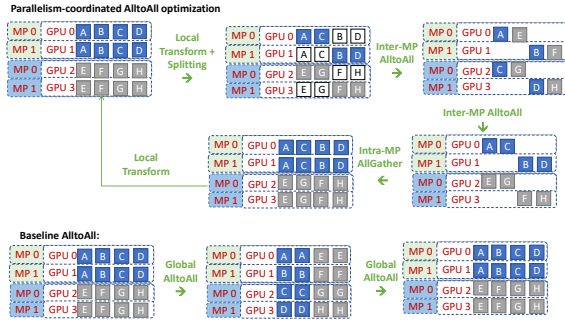 Parallelism-coordinated AlltoAll optimization
MP 0 GPU 0 A B C D
MP 1 GPU 1 A B C D
MP 0 GPU 2 E F G H
MP 1 GPU 3 E F G H
Local
Transform +
Splitting
MP 0 GPU 0 A C B D
MP 1 GPU 1 A C B D
MP 0 GPU 2 E G F H
MP 1 GPU 3 E G F H
Inter-MP
AlltoAll
MP 0 GPU 0 A E
MP 1 GPU 1 B F
MP 0 GPU 2 C G
MP 1 GPU 3 D H
Inter-MP AlltoAll
MP 0 GPU 0 A C
MP 1 GPU 1 B D
MP 0 GPU 2 E G
MP 1 GPU 3 F H
Intra-MP
AllGather
MP 0 GPU 0 A C B D
MP 1 GPU 1 A C B D
MP 0 GPU 2 E G F H
MP 1 GPU 3 E G F H
Local
Transform
Baseline AlltoAll:
MP 0 GPU 0 A B C D
MP 1 GPU 1 A B C D
MP 0 GPU 2 E F G H
MP 1 GPU 3 E F G H
Global
AlltoAll
MP 0 GPU 0 A A E E
MP 1 GPU 1 B B F F
MP 0 GPU 2 C C G G
MP 1 GPU 3 D D H H
Global
AlltoAll
MP 0 GPU 0 A B C D
MP 1 GPU 1 A B C D
MP 0 GPU 2 E F G H
MP 1 GPU 3 E F G H